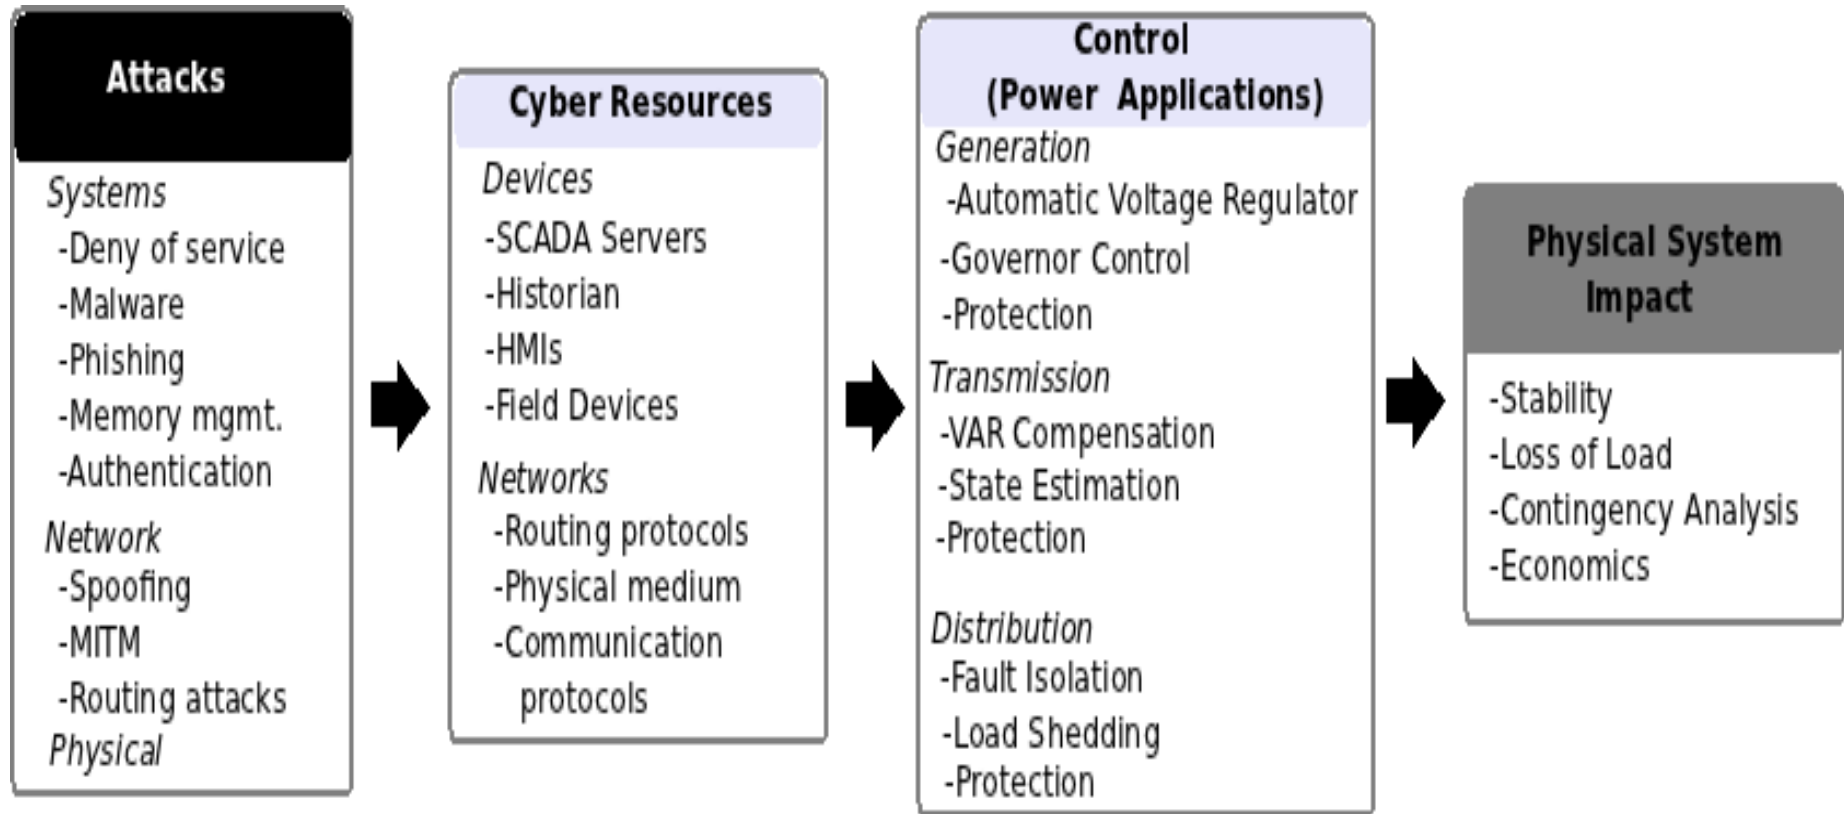 Attacks
Systems
-Deny of service
-Malware
-Phishing
-Memory mgmt.
-Authentication
Network
-Spoofing
-MITM
-Routing attacks
Physical
Cyber Resources
Devices
-SCADA Servers
-Historian
-HMIs
-Field Devices
Networks
-Routing protocols
-Physical medium
-Communication
protocols
Control
(Power Applications)
Generation
-Automatic Voltage Regulator
-Governor Control
-Protection
Transmission
-VAR Compensation
-State Estimation
-Protection
Distribution
-Fault Isolation
-Load Shedding
-Protection
Physical System
Impact
-Stability
-Loss of Load
-Contingency Analysis
-Economics